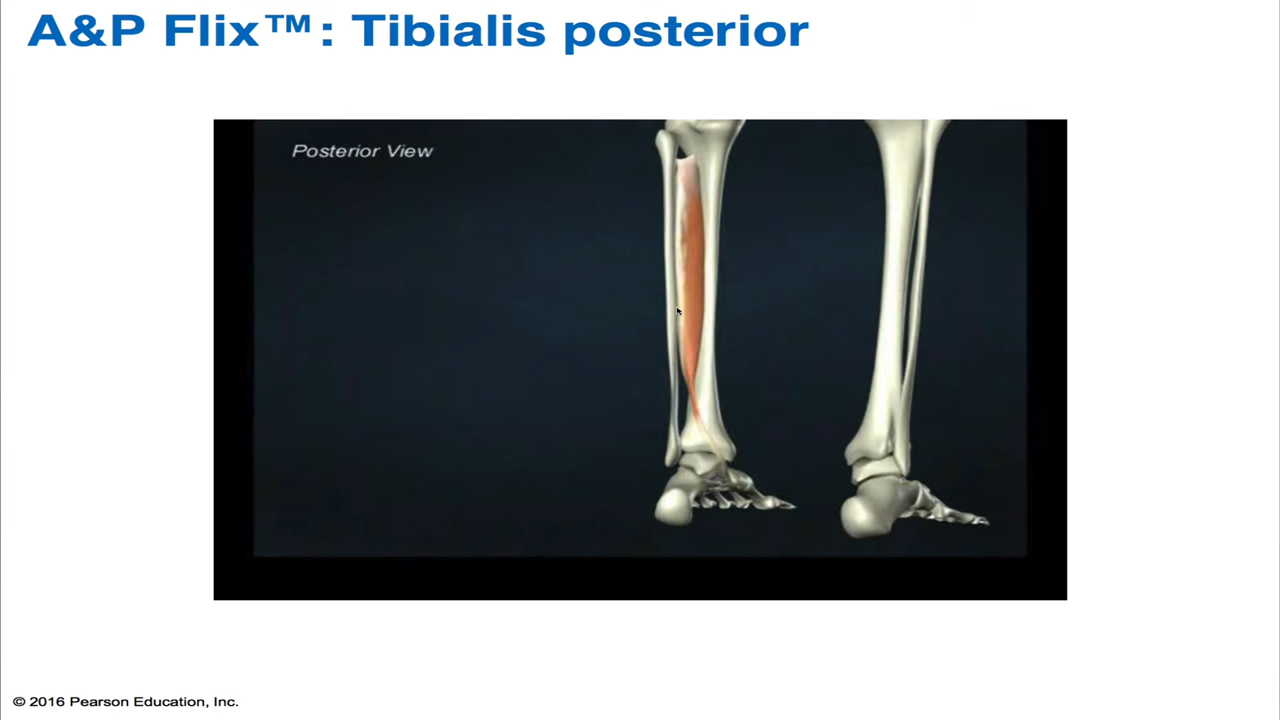 A&P Flix™: Tibialis posterior
Posterior View
© 2016 Pearson Education, Inc.